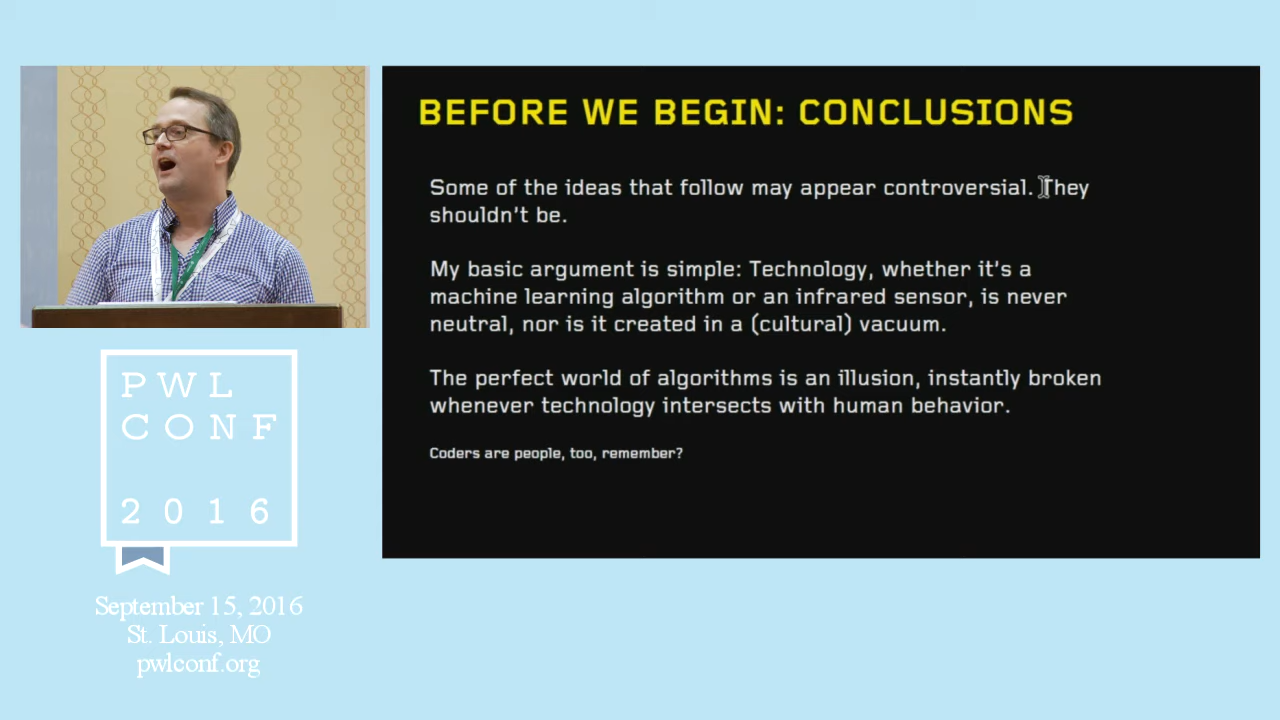 BEFORE WE BEGIN: CONCLUSIONS
Some of the ideas that follow may appear controversial. They
shouldn't be.
My basic argument is simple: Technology, whether it's a
machine learning algorithm or an infrared sensor, is never
neutral, nor is it created in a (cultural) vacuum.
The perfect world of algorithms is an illusion, instantly broken
whenever technology intersects with human behavior.
Coders are people, too, remember?
PWL
CONF
2016
September 15, 2016
St. Louis, MO
pwlconf.org